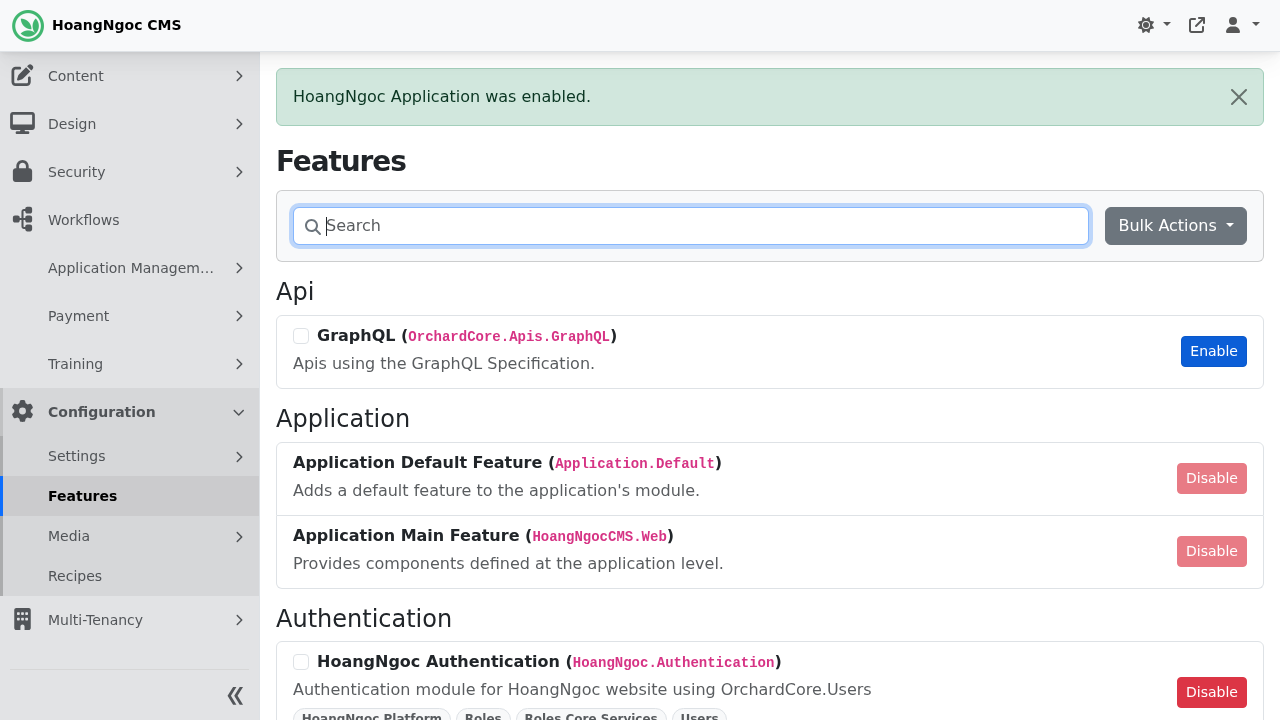 HoangNgoc CMS
Content
Design
Security
Workflows
Application Managem...
Payment
Training
Configuration
Settings
Features
Media
Recipes
Multi-Tenancy
HoangNgoc Application was enabled.
Features
Search
Bulk Actions
Api
GraphQL (OrchardCore.Apis.GraphQL)
Apis using the GraphQL Specification.
Enable
Application
Application Default Feature (Application.Default)
Adds a default feature to the application's module.
Disable
Application Main Feature (HoangNgocCMS.Web)
Provides components defined at the application level.
Disable
Authentication
HoangNgoc Authentication (HoangNgoc.Authentication)
Authentication module for HoangNgoc website using OrchardCore.Users
Disable
HoangNgoc Platform Roles Roles Core Services Users